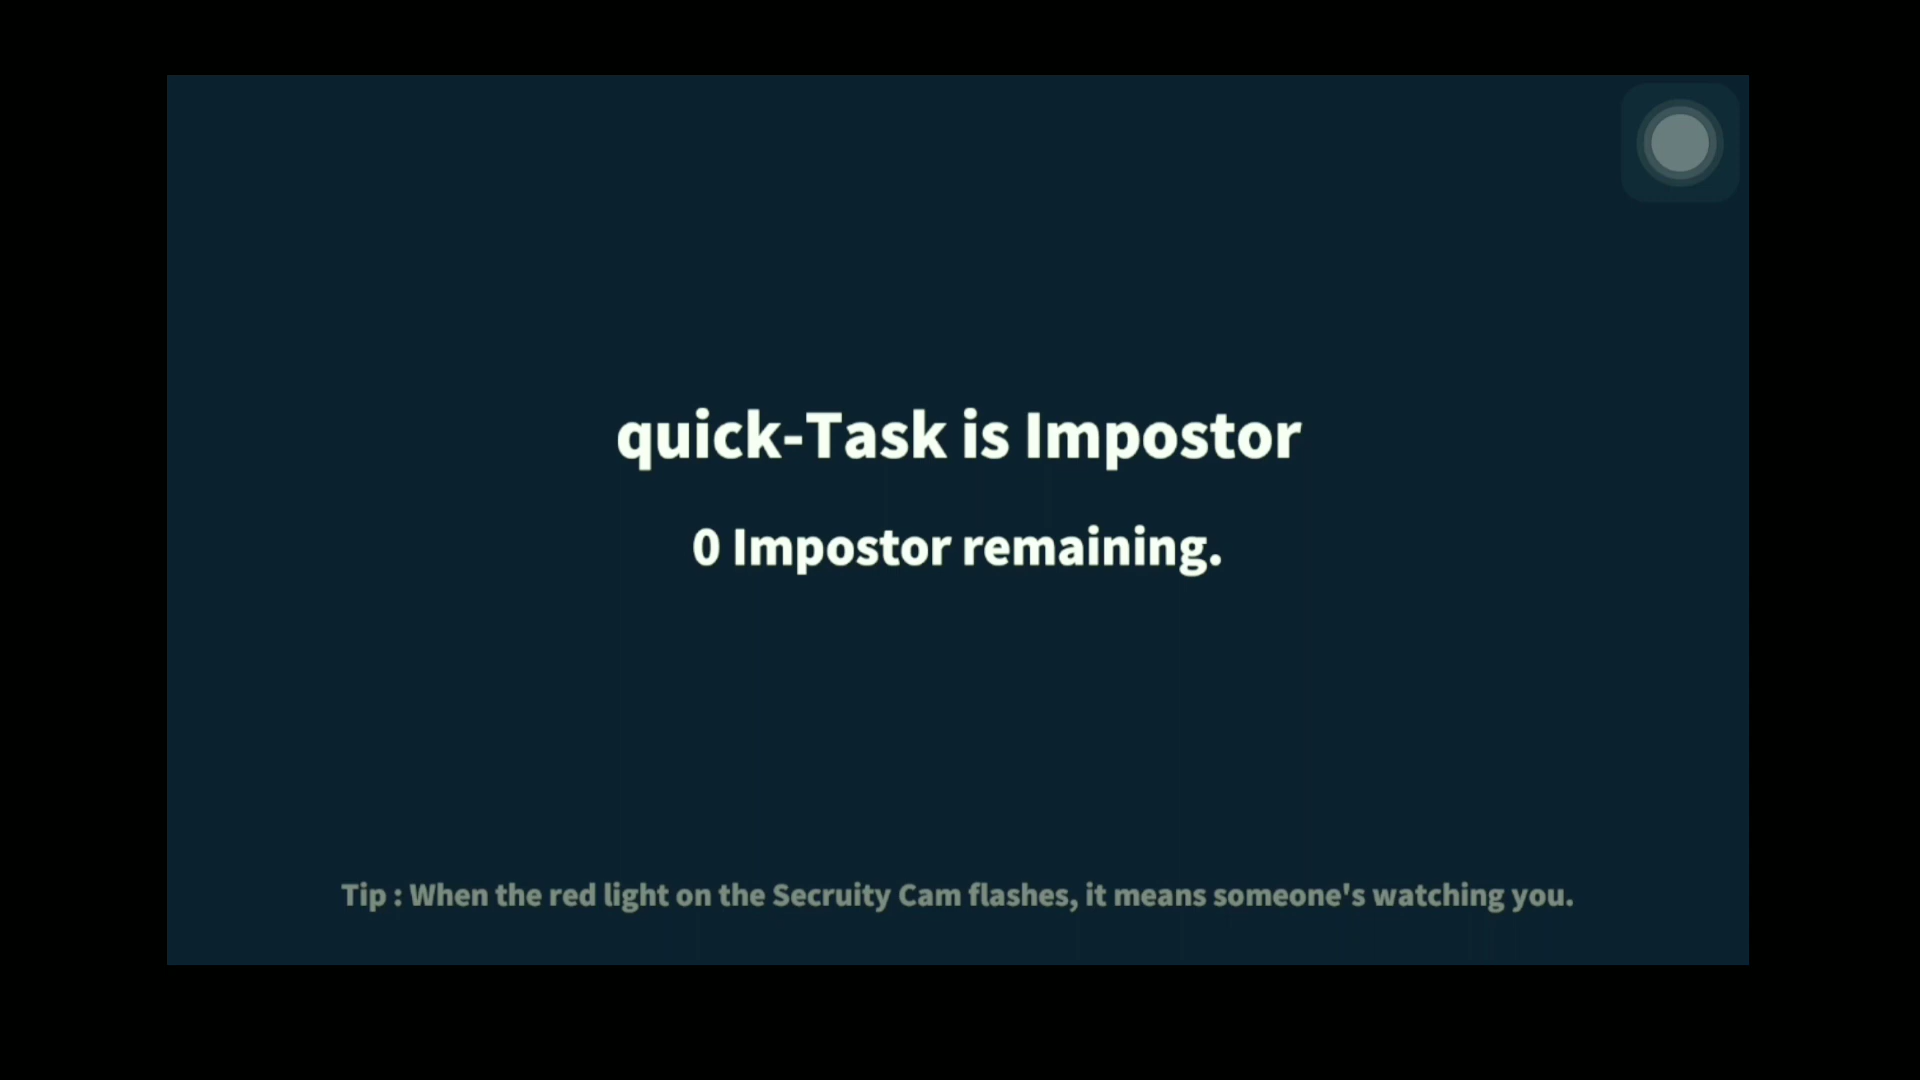 quick-Task is Impostor
0 Impostor remaining.
Tip : When the red light on the Secruity Cam flashes, it means someone's watching you.